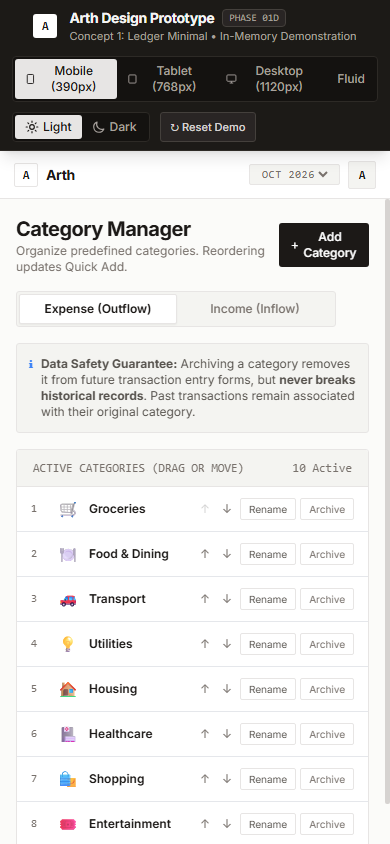 A
Arth Design Prototype
PHASE 01D
Concept 1: Ledger Minimal • In-Memory Demonstration
Mobile
(390px)
Tablet
(768px)
Desktop
(1120px)
Fluid
Light
Dark
↻ Reset Demo
A
Arth
OCT 2026
A
Category Manager
Organize predefined categories. Reordering
updates Quick Add.
+ Add
Category
Expense (Outflow)
Income (Inflow)
Data Safety Guarantee: Archiving a category removes
it from future transaction entry forms, but never breaks
historical records. Past transactions remain associated
with their original category.
ACTIVE CATEGORIES (DRAG OR MOVE)
10 Active
1 Groceries ↑ ↓ Rename Archive
2 Food & Dining ↑ ↓ Rename Archive
3 Transport ↑ ↓ Rename Archive
4 Utilities ↑ ↓ Rename Archive
5 Housing ↑ ↓ Rename Archive
6 Healthcare ↑ ↓ Rename Archive
7 Shopping ↑ ↓ Rename Archive
8 Entertainment ↑ ↓ Rename Archive